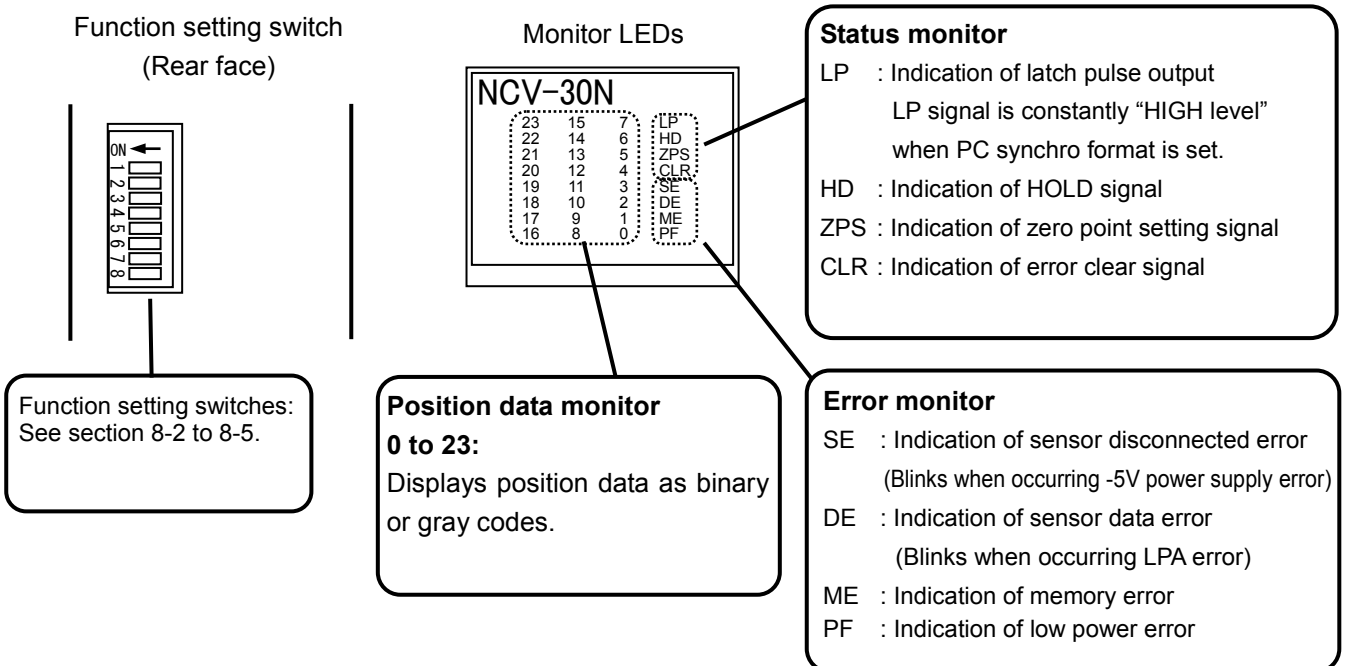 Function setting switch
(Rear face)
ON
1
2
3
4
5
6
7
8
Function setting switches:
See section 8-2 to 8-5.
Monitor LEDs
NCV-30N
23 15 7 LP
22 14 6 HD
21 13 5 ZPS
20 12 4 CLR
19 11 3 SE
18 10 2 DE
17 9 1 ME
16 8 0 PF
Position data monitor
0 to 23:
Displays position data as binary
or gray codes.
Status monitor
LP : Indication of latch pulse output
LP signal is constantly “HIGH level”
when PC synchro format is set.
HD : Indication of HOLD signal
ZPS : Indication of zero point setting signal
CLR : Indication of error clear signal
Error monitor
SE : Indication of sensor disconnected error
(Blinks when occurring -5V power supply error)
DE : Indication of sensor data error
(Blinks when occurring LPA error)
ME : Indication of memory error
PF : Indication of low power error